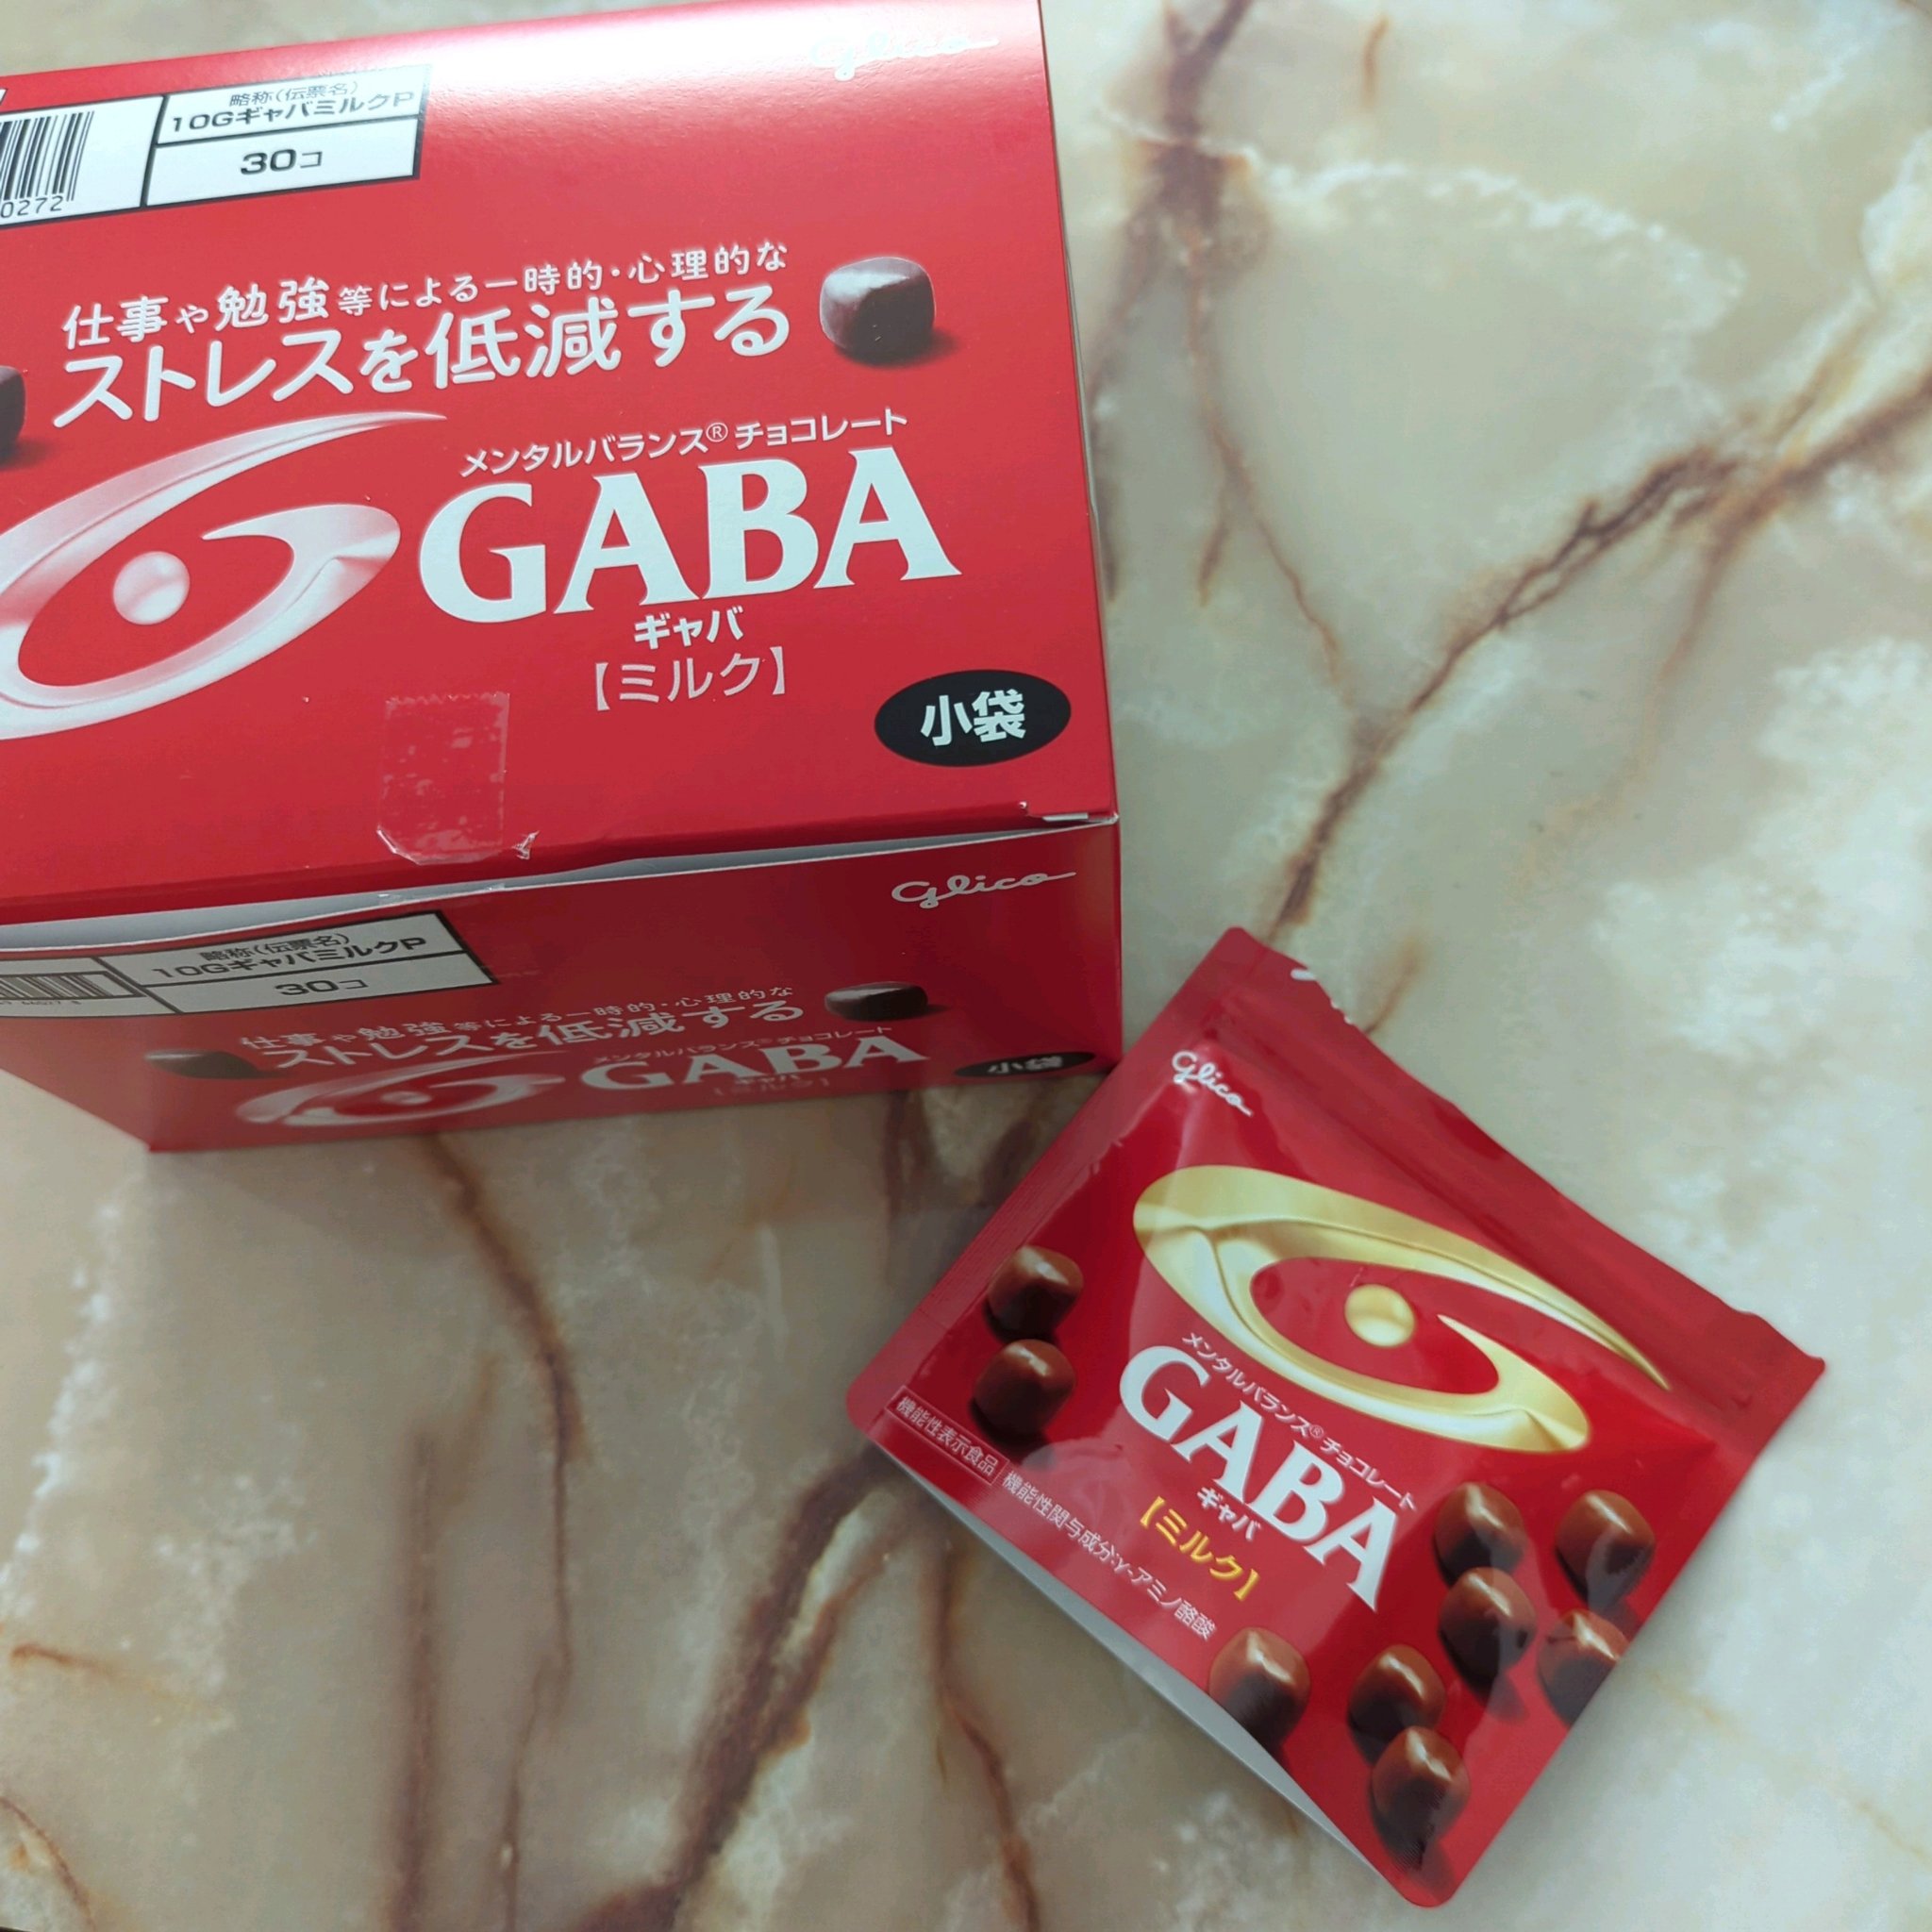 Glico
略称(伝票名)
10GギャバミルクP
30コ
0272
仕事や勉強等による一時的・心理的な
ストレスを低減する
メンタルバランス®チョコレート
GABA
ギャバ
【ミルク】
小袋
Glico
略称(伝票名)
10GギャバミルクP
30コ
仕事や勉強等による一時的・心理的な
ストレスを低減する
メンタルバランス®チョコレート
GABA
ギャバ
【ミルク】
小袋
Glico
メンタルバランス®チョコレート
GABA
ギャバ
【ミルク】
機能性表示食品
機能性関与成分:γ-アミノ酪酸